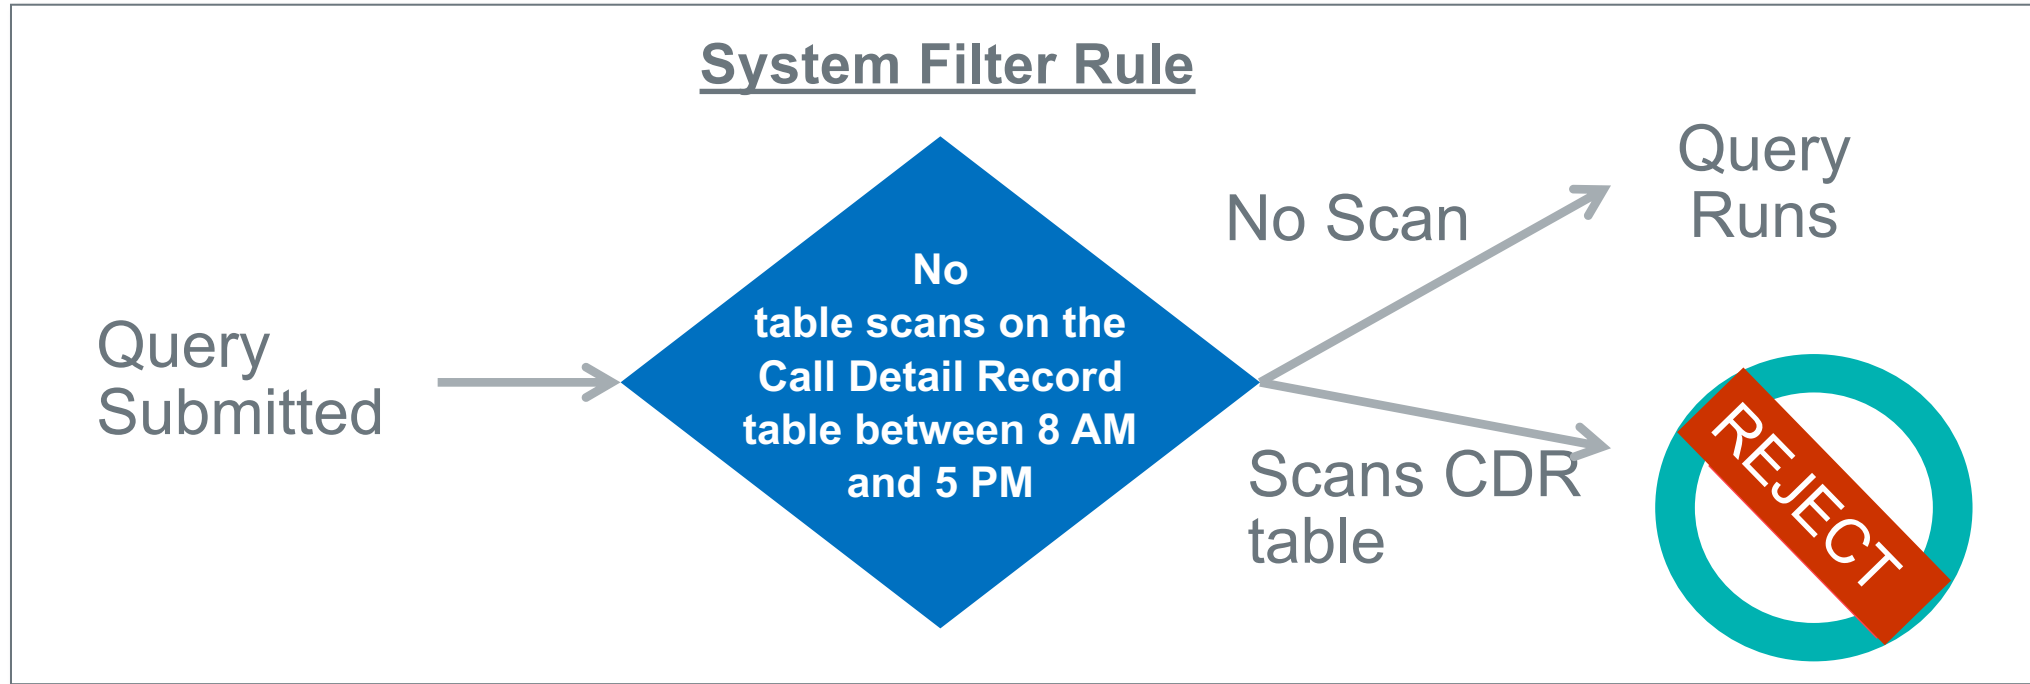 System Filter Rule
Query
Submitted
No
table scans on the
Call Detail Record
table between 8 AM
and 5 PM
No Scan
Query
Runs
Scans CDR
table
REJECT